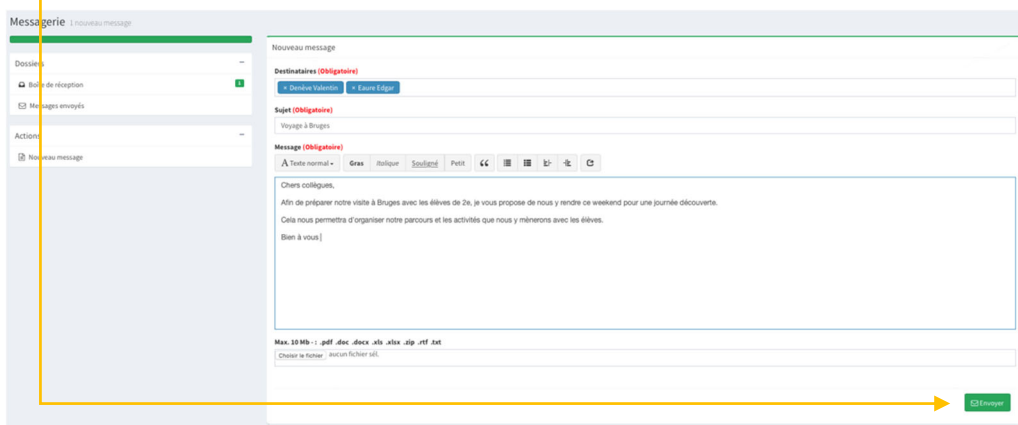 Messagerie 1 nouveau message
Dossiers
Boîte de réception 1
Messages envoyés
Actions
Nouveau message
Nouveau message
Destinataires (Obligatoire)
× Denève Valentin × Eaure Edgar
Sujet (Obligatoire)
Voyage à Bruges
Message (Obligatoire)
A Texte normal Gras Italique Souligné Petit
Chers collègues,
Afin de préparer notre visite à Bruges avec les élèves de 2e, je vous propose de nous y rendre ce weekend pour une journée découverte.
Cela nous permettra d'organiser notre parcours et les activités que nous y mènerons avec les élèves.
Bien à vous
Max. 10 Mb - : .pdf .doc .docx .xls .xlsx .zip .rtf .txt
Choisir le fichier aucun fichier sél.
Envoyer